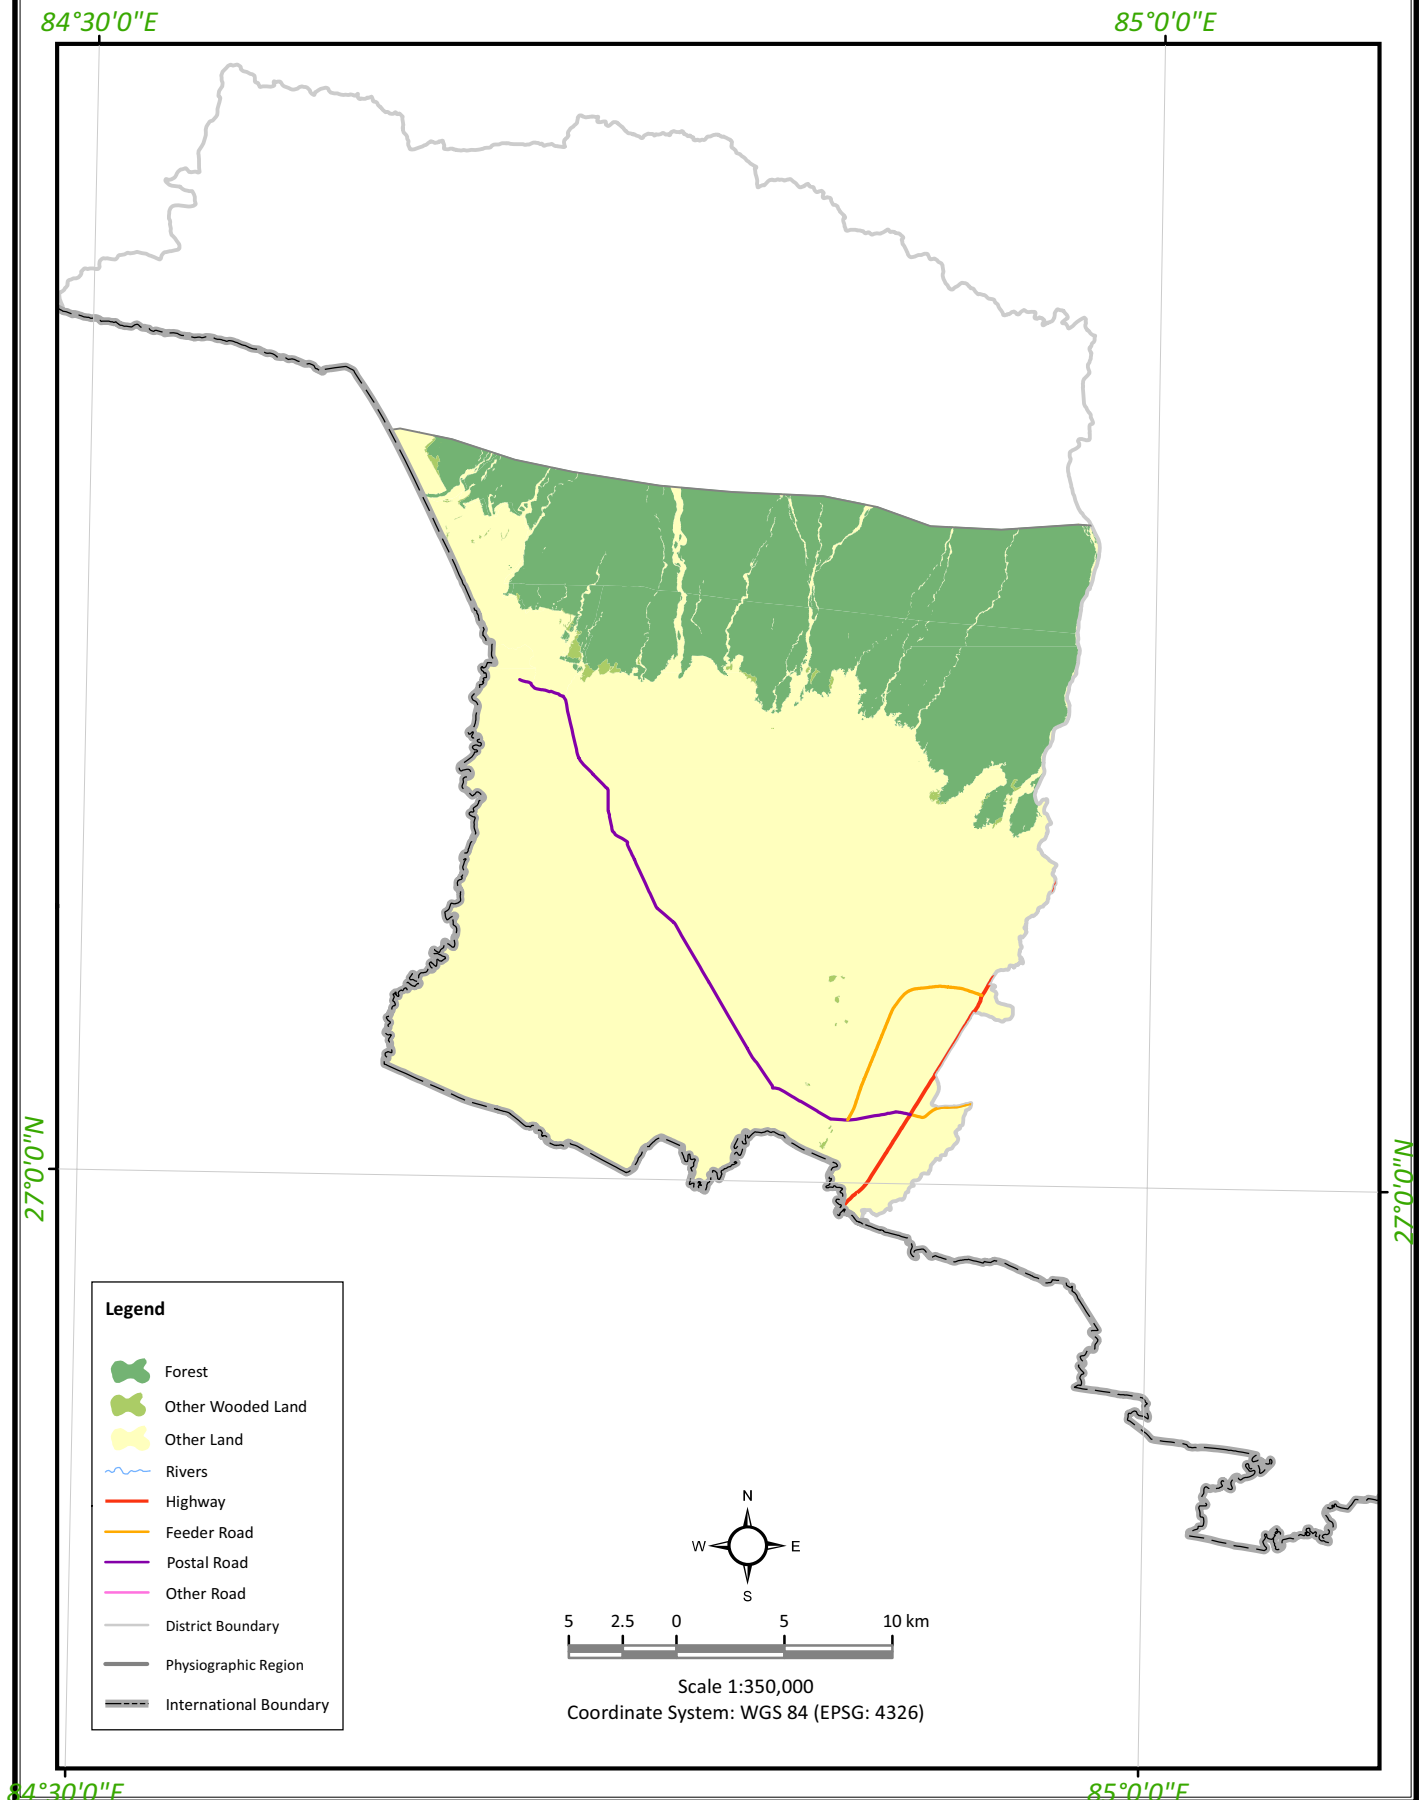 84°30'0"E
85°0'0"E
27°0'0"N
27°0'0"N
Legend
Forest
Other Wooded Land
Other Land
Rivers
Highway
Feeder Road
Postal Road
Other Road
District Boundary
Physiographic Region
International Boundary
N
W
E
S
5 2.5 0 5 10 km
Scale 1:350,000
Coordinate System: WGS 84 (EPSG: 4326)
84°30'0"E
85°0'0"E